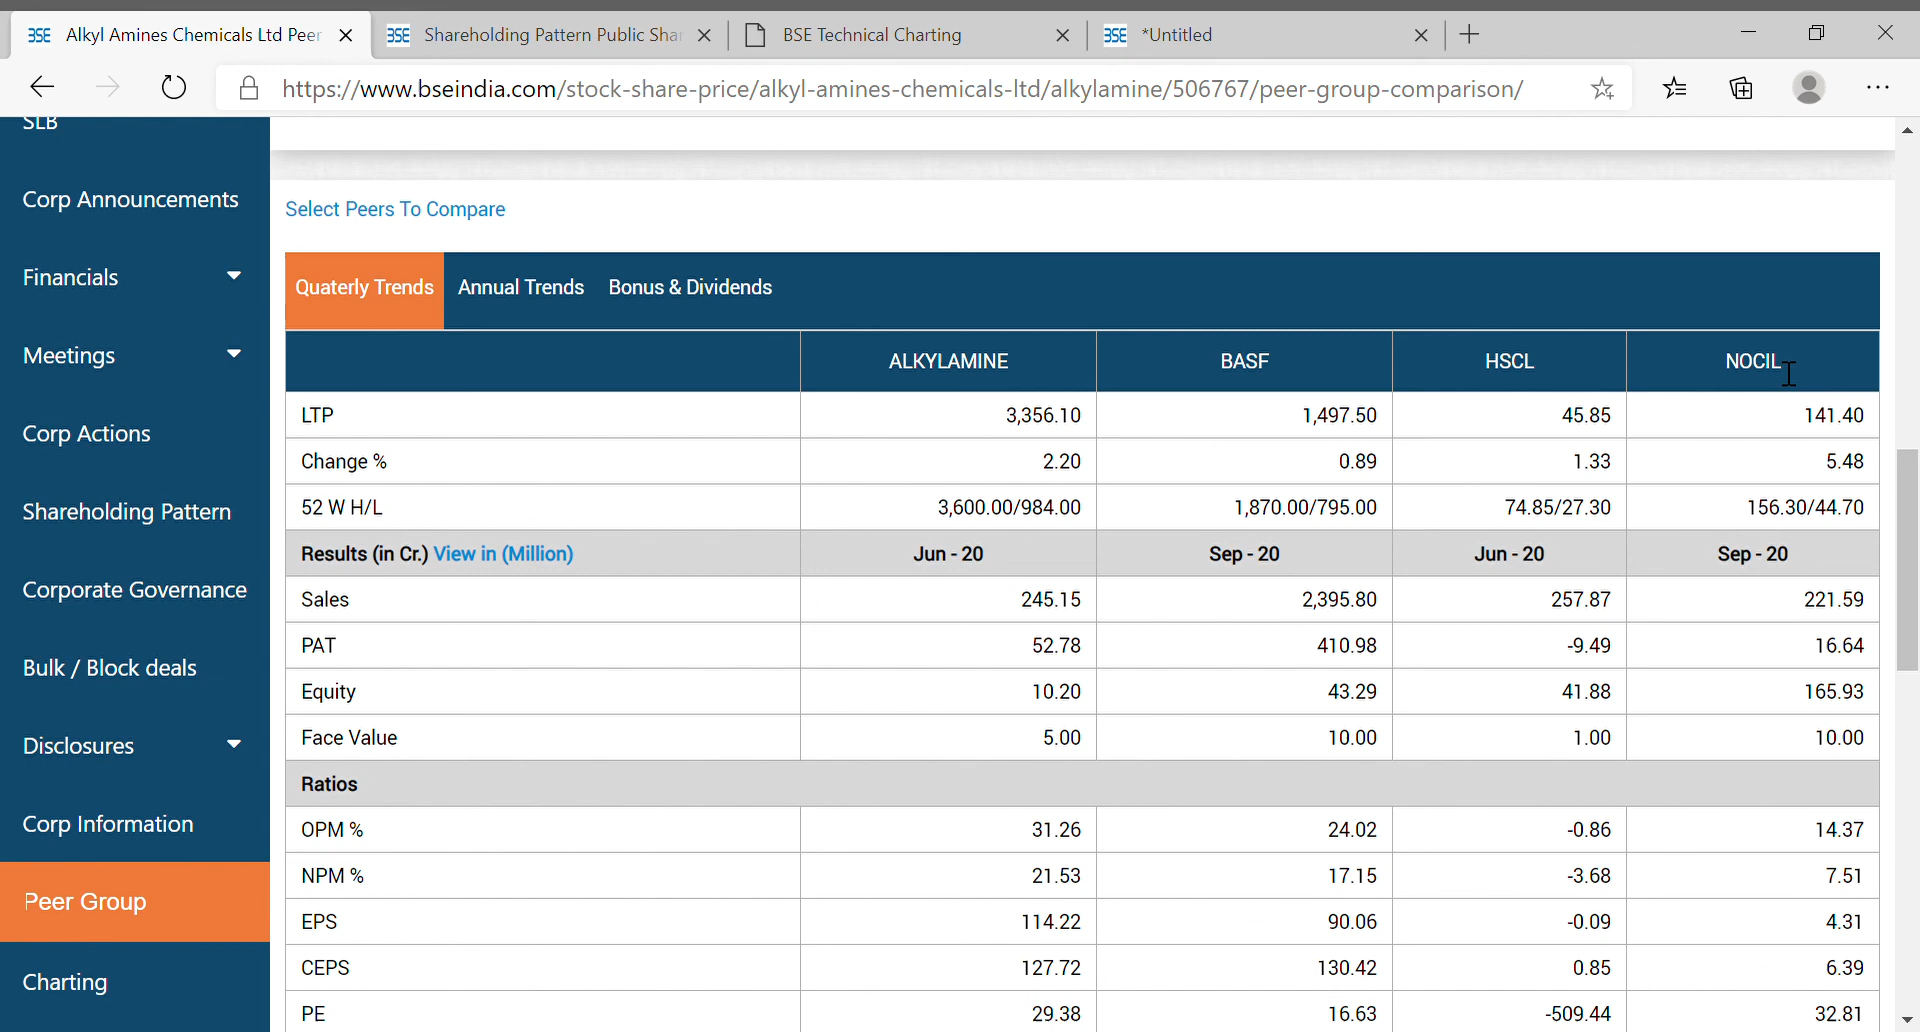 BSE Alkyl Amines Chemicals Ltd Peer
BSE Shareholding Pattern Public Sha
BSE Technical Charting
BSE *Untitled
https://www.bseindia.com/stock-share-price/alkyl-amines-chemicals-ltd/alkylamine/506767/peer-group-comparison/
SLB
Corp Announcements
Financials
Meetings
Corp Actions
Shareholding Pattern
Corporate Governance
Bulk / Block deals
Disclosures
Corp Information
Peer Group
Charting
Select Peers To Compare
Quaterly Trends Annual Trends Bonus & Dividends
ALKYLAMINE BASF HSCL NOCIL
LTP 3,356.10 1,497.50 45.85 141.40
Change % 2.20 0.89 1.33 5.48
52 W H/L 3,600.00/984.00 1,870.00/795.00 74.85/27.30 156.30/44.70
Results (in Cr.) View in (Million) Jun - 20 Sep - 20 Jun - 20 Sep - 20
Sales 245.15 2,395.80 257.87 221.59
PAT 52.78 410.98 -9.49 16.64
Equity 10.20 43.29 41.88 165.93
Face Value 5.00 10.00 1.00 10.00
Ratios
OPM % 31.26 24.02 -0.86 14.37
NPM % 21.53 17.15 -3.68 7.51
EPS 114.22 90.06 -0.09 4.31
CEPS 127.72 130.42 0.85 6.39
PE 29.38 16.63 -509.44 32.81